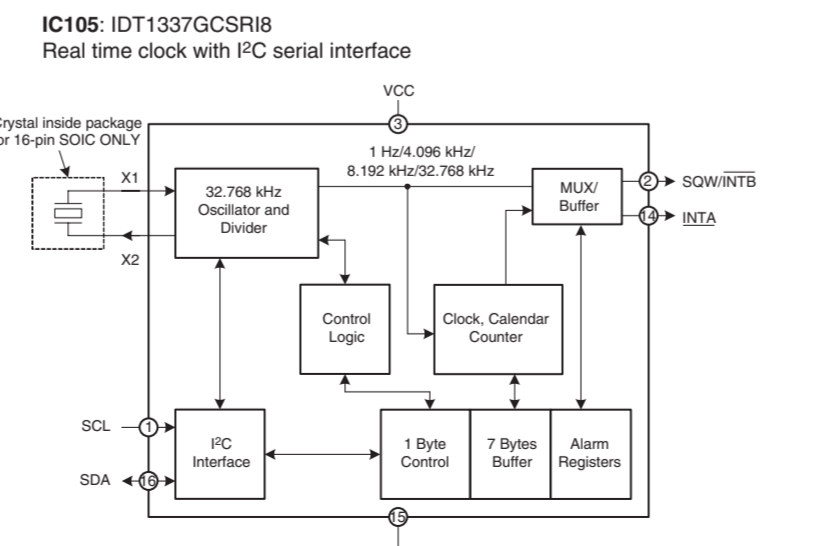 IC105: IDT1337GCSRI8
Real time clock with I²C serial interface
VCC
3
Crystal inside package
or 16-pin SOIC ONLY
X1
X2
32.768 kHz
Oscillator and
Divider
1 Hz/4.096 kHz/
8.192 kHz/32.768 kHz
MUX/
Buffer
2
SQW/INTB
14
INTA
Control
Logic
Clock, Calendar
Counter
SCL
1
SDA
16
I²C
Interface
1 Byte
Control
7 Bytes
Buffer
Alarm
Registers
15